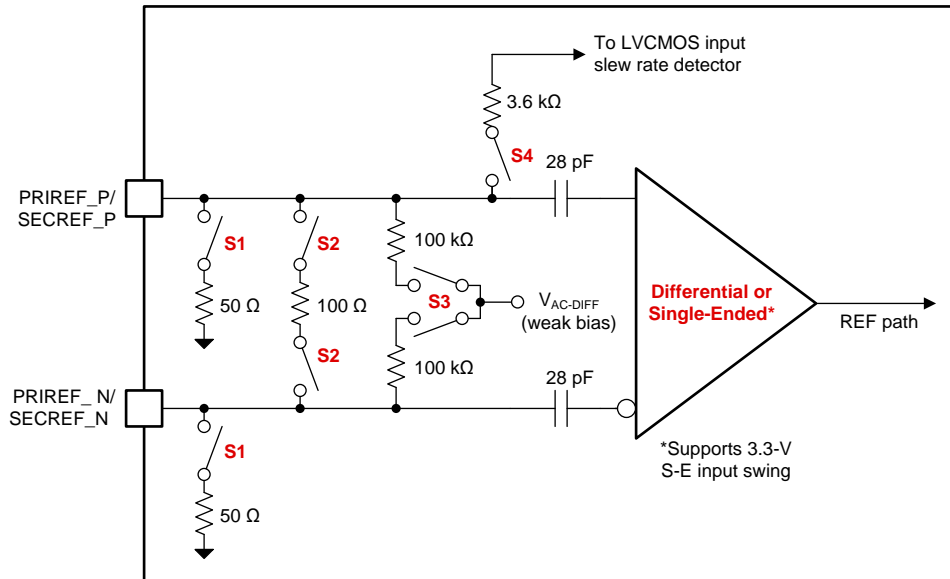 To LVCMOS input
slew rate detector
3.6 kΩ
S4
28 pF
PRIREF_P/
SECREF_P
S1
S2
100 kΩ
50 Ω
100 Ω
S3
V_AC-DIFF
(weak bias)
Differential or
Single-Ended*
REF path
S2
100 kΩ
28 pF
PRIREF_ N/
SECREF_N
S1
50 Ω
*Supports 3.3-V
S-E input swing